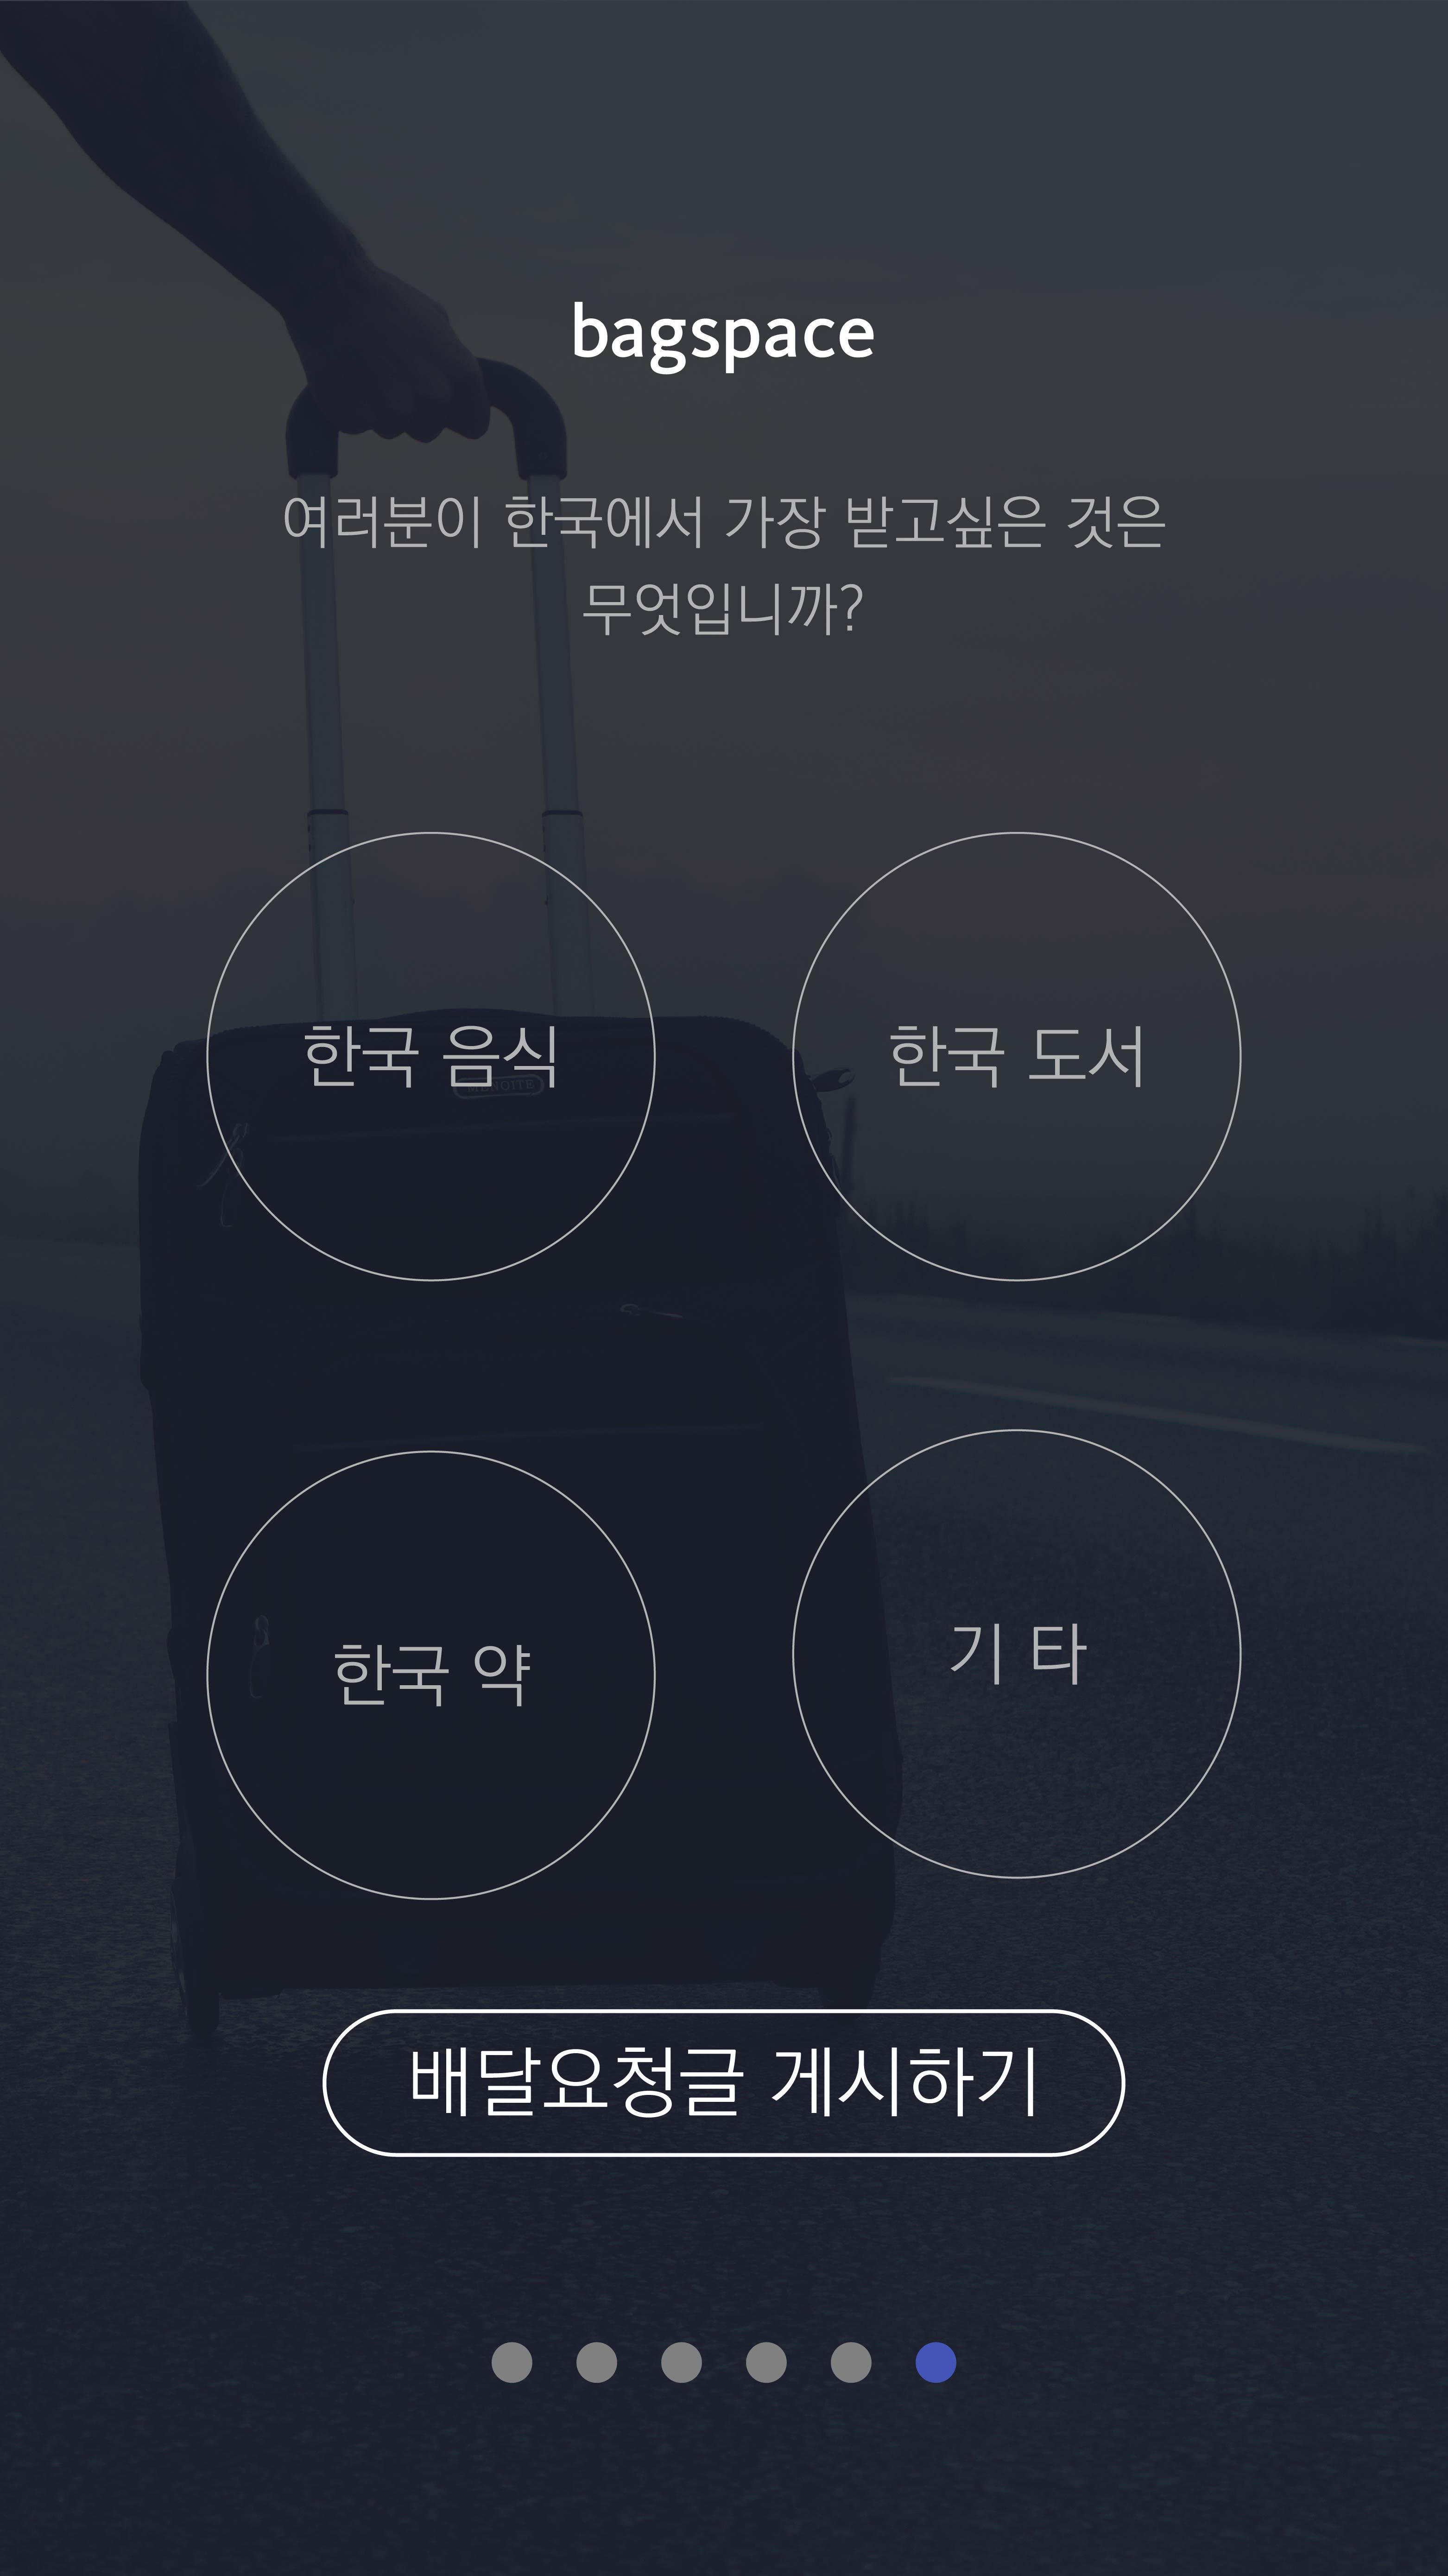 bagspace
여러분이 한국에서 가장 받고싶은 것은
무엇입니까?
한국 음식
한국 도서
한국 약
기 타
배달요청글 게시하기